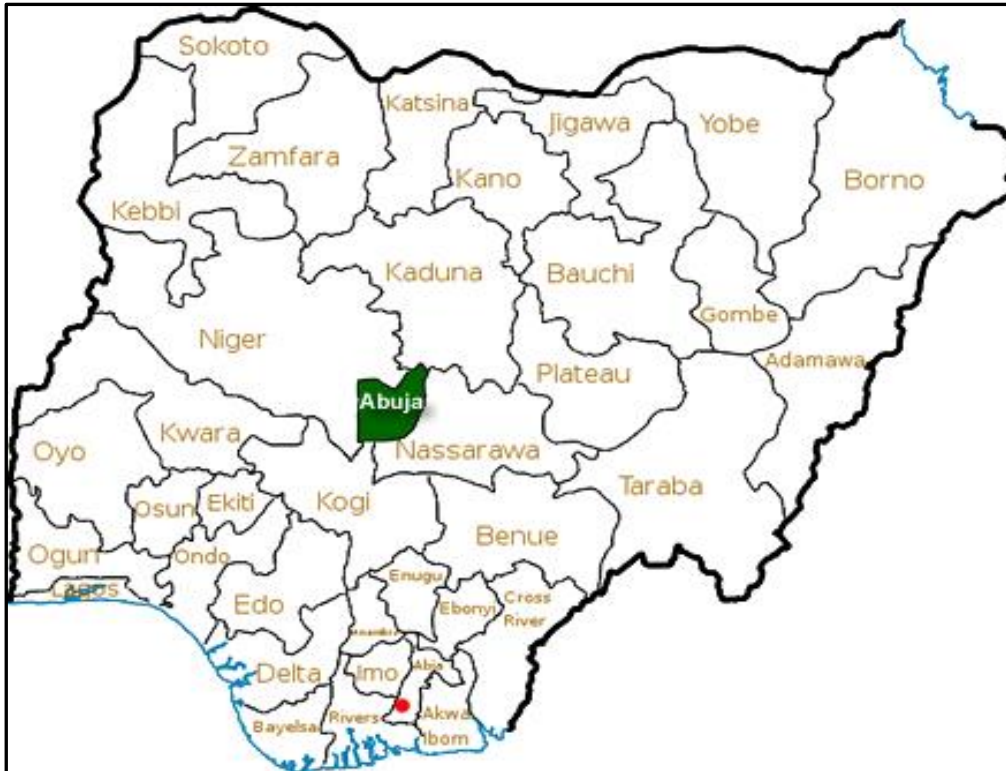 Sokoto
Katsina
Jigawa
Yobe
Zamfara
Kano
Borno
Kebbi
Kaduna
Bauchi
Gombe
Niger
Adamawa
Plateau
Abuja
Kwara
Nassarawa
Oyo
Taraba
Osun
Ekiti
Kogi
Benue
Ogun
Ondo
Lagos
Enugu
Edo
Ebonyi
Cross
River
Delta
Imo
Abia
Bayelsa
Rivers
Akwa
Ibom